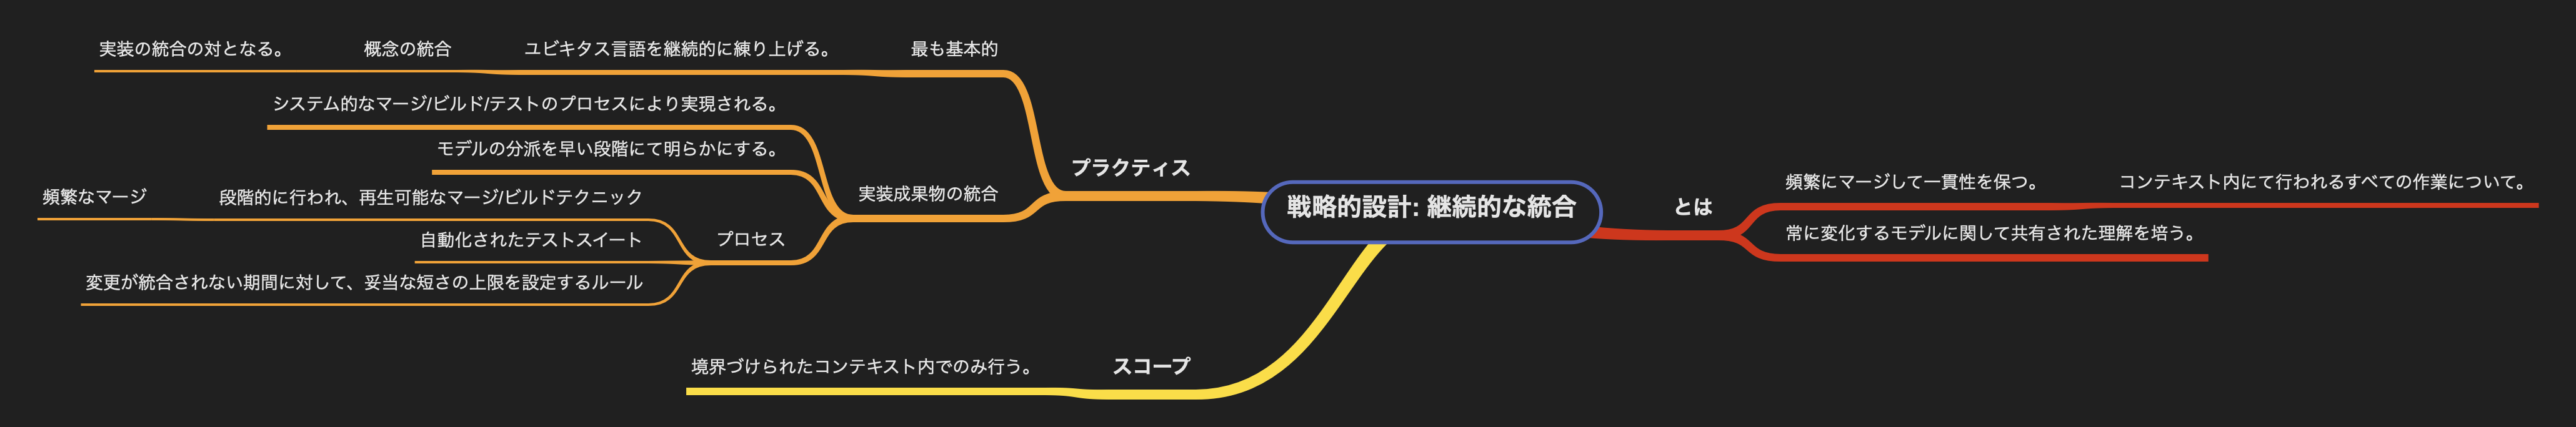 戦略的設計: 継続的な統合
とは
頻繁にマージして一貫性を保つ。
コンテキスト内にて行われるすべての作業について。
常に変化するモデルに関して共有された理解を培う。
プラクティス
最も基本的
ユビキタス言語を継続的に練り上げる。
概念の統合
実装の統合の対となる。
実装成果物の統合
システム的なマージ/ビルド/テストのプロセスにより実現される。
モデルの分派を早い段階にて明らかにする。
プロセス
段階的に行われ、再生可能なマージ/ビルドテクニック
頻繁なマージ
自動化されたテストスイート
変更が統合されない期間に対して、妥当な短さの上限を設定するルール
スコープ
境界づけられたコンテキスト内でのみ行う。